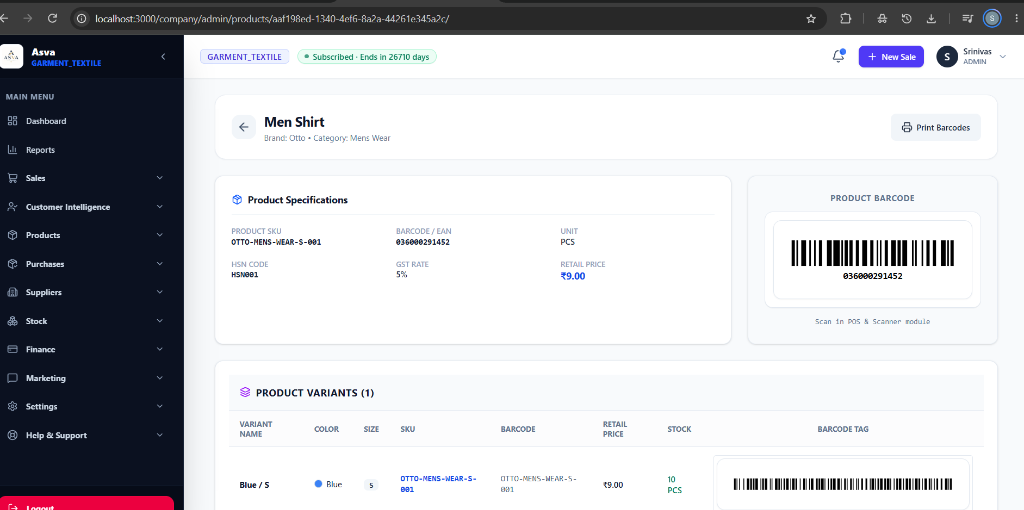 localhost:3000/company/admin/products/aaf198ed-1340-4ef6-8a2a-44261e345a2c/
S
ASVA
Asva
GARMENT_TEXTILE
GARMENT_TEXTILE
Subscribed · Ends in 26710 days
+ New Sale
S
Srinivas
ADMIN
MAIN MENU
Dashboard
Reports
Sales
Customer Intelligence
Products
Purchases
Suppliers
Stock
Finance
Marketing
Settings
Help & Support
Logout
Men Shirt
Brand: Otto • Category: Mens Wear
Print Barcodes
Product Specifications
PRODUCT SKU
OTTO-MENS-WEAR-S-001
BARCODE / EAN
036000291452
UNIT
PCS
HSN CODE
HSN001
GST RATE
5%
RETAIL PRICE
₹9.00
PRODUCT BARCODE
036000291452
Scan in POS & Scanner module
PRODUCT VARIANTS (1)
VARIANT NAME
COLOR
SIZE
SKU
BARCODE
RETAIL PRICE
STOCK
BARCODE TAG
Blue / S
Blue
S
OTTO-MENS-WEAR-S-
001
OTTO-MENS-WEAR-S-
001
₹9.00
10
PCS